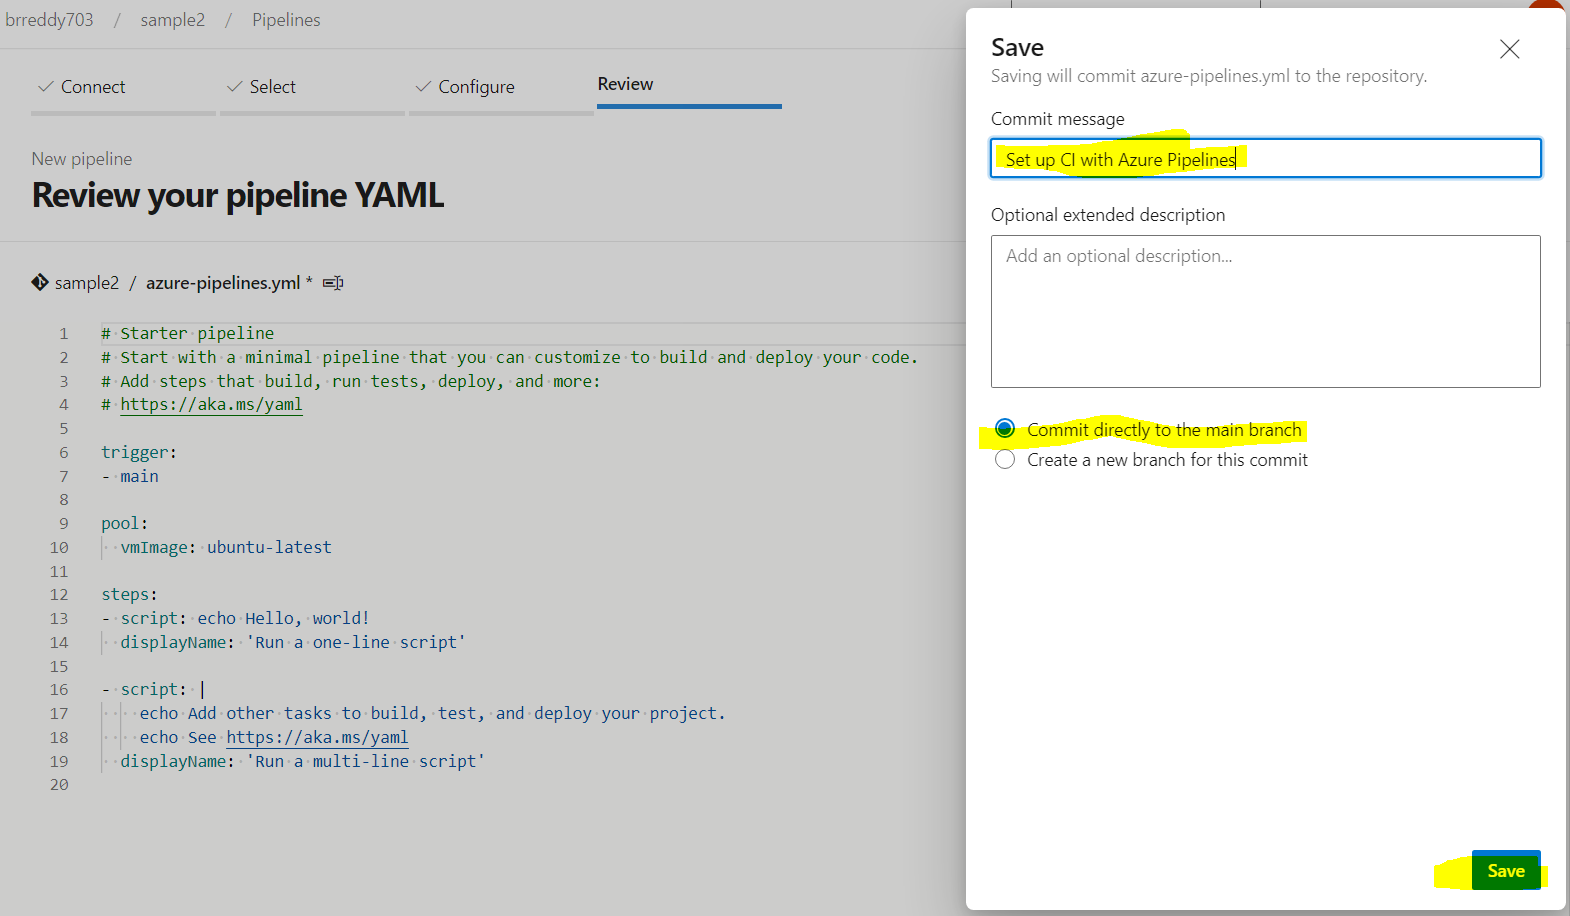 brreddy703 / sample2 / Pipelines
Connect Select Configure Review
New pipeline
Review your pipeline YAML
sample2 / azure-pipelines.yml *
1 # Starter pipeline
2 # Start with a minimal pipeline that you can customize to build and deploy your code.
3 # Add steps that build, run tests, deploy, and more:
4 # https://aka.ms/yaml
5
6 trigger:
7 - main
8
9 pool:
10   vmImage: ubuntu-latest
11
12 steps:
13 - script: echo Hello, world!
14   displayName: 'Run a one-line script'
15
16 - script: |
17     echo Add other tasks to build, test, and deploy your project.
18     echo See https://aka.ms/yaml
19   displayName: 'Run a multi-line script'
20
Save
Saving will commit azure-pipelines.yml to the repository.
Commit message
Set up CI with Azure Pipelines
Optional extended description
Add an optional description...
Commit directly to the main branch
Create a new branch for this commit
Save